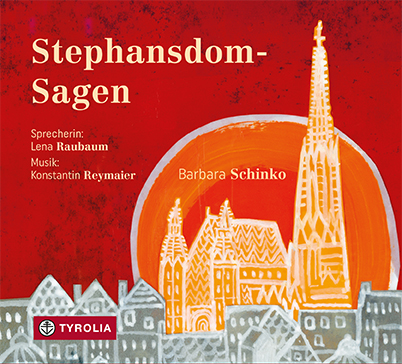 Stephansdom-
Sagen
Sprecherin:
Lena Raubaum
Musik:
Konstantin Reymaier
Barbara Schinko
TYROLIA